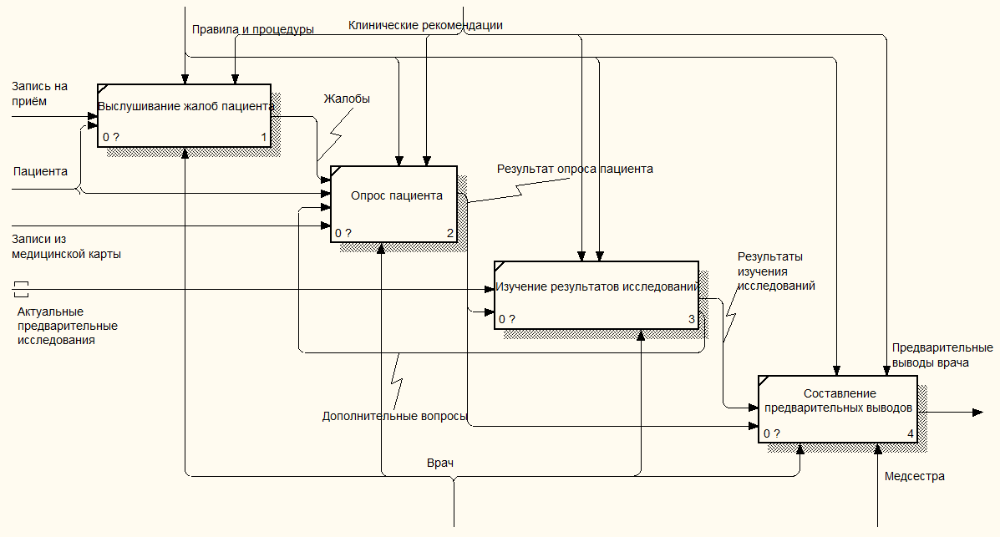 Правила и процедуры
Клинические рекомендации
Запись на
приём
Выслушивание жалоб пациента
0 ?
1
Жалобы
Пациента
Результат опроса пациента
Опрос пациента
0 ?
2
Записи из
медицинской карты
Результаты
изучения
исследований
Изучение результатов исследований
0 ?
3
Актуальные
предварительные
исследования
Предварительные
выводы врача
Составление
предварительных выводов
0 ?
4
Дополнительные вопросы
Врач
Медсестра